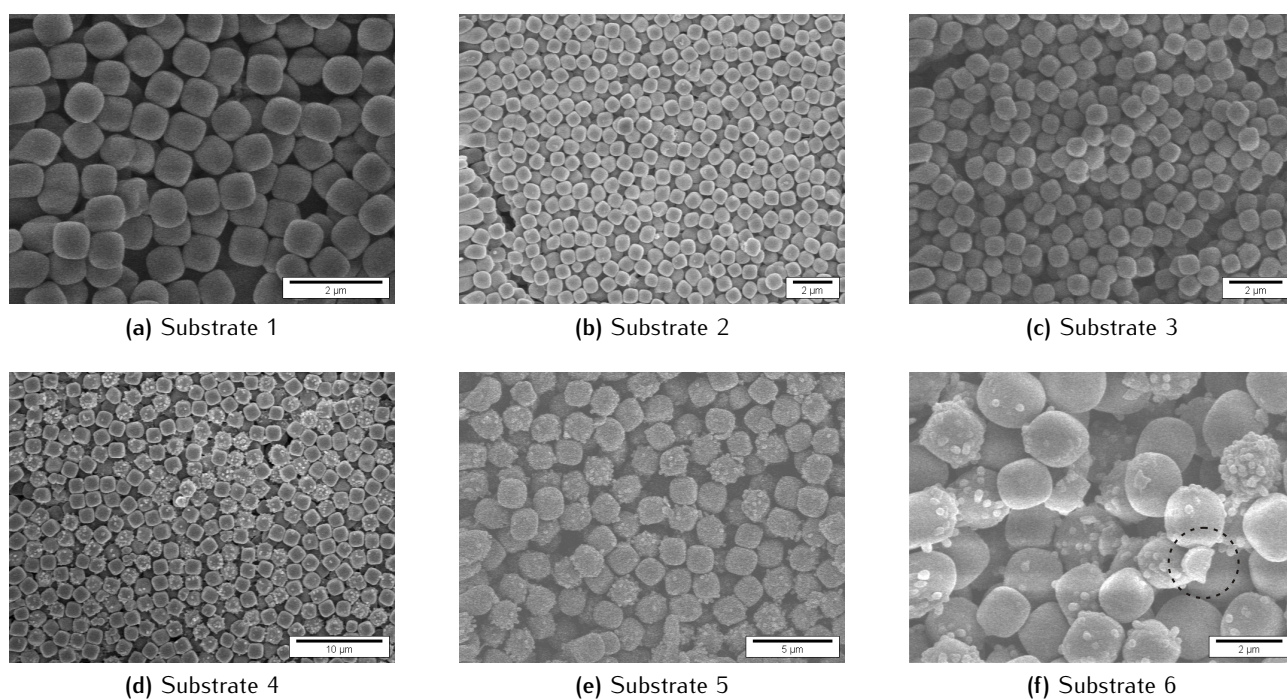 2 µm
2 µm
2 µm
(a) Substrate 1
(b) Substrate 2
(c) Substrate 3
10 µm
5 µm
2 µm
(d) Substrate 4
(e) Substrate 5
(f) Substrate 6